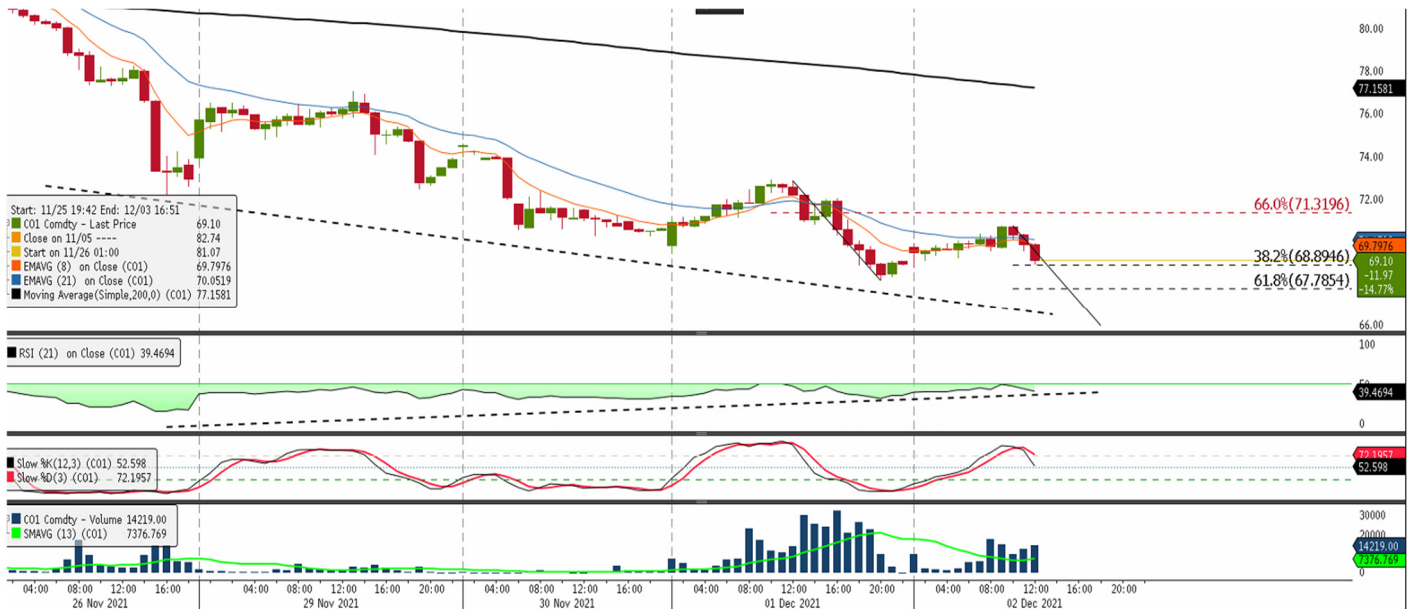 80.00
78.00
77.1581
76.00
74.00
72.00
66.0%(71.3196)
69.7976
38.2%(68.8946)
69.10
-11.97
-14.77%
61.8%(67.7854)
66.00
Start: 11/25 19:42 End: 12/03 16:51
CO1 Comdty - Last Price 69.10
Close on 11/05 ---- 82.74
Start on 11/26 01:00 81.07
EMAVG (8) on Close (CO1) 69.7976
EMAVG (21) on Close (CO1) 70.0519
Moving Average(Simple,200,0) (CO1) 77.1581
RSI (21) on Close (CO1) 39.4694
100
39.4694
0
Slow %K(12,3) (CO1) 52.598
Slow %D(3) (CO1) 72.1957
72.1957
52.598
CO1 Comdty - Volume 14219.00
SMAVG (13) (CO1) 7376.769
30000
20000
14219.00
7376.769
0
04:00 08:00 12:00 16:00 04:00 08:00 12:00 16:00 20:00 04:00 08:00 12:00 16:00 04:00 08:00 12:00 16:00 20:00 04:00 08:00 12:00 16:00 20:00
26 Nov 2021 29 Nov 2021 30 Nov 2021 01 Dec 2021 02 Dec 2021